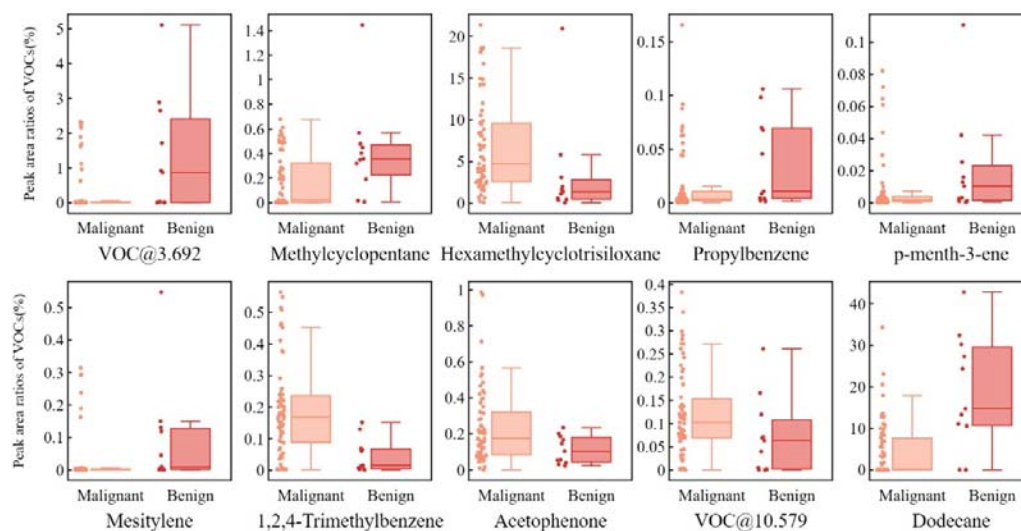 Peak area ratios of VOCs(%)
5
4
3
2
1
0
Malignant Benign
VOC@3.692
1.4
1.2
1
0.8
0.6
0.4
0.2
0
Malignant Benign
Methylcyclopentane
20
15
10
5
0
Malignant Benign
Hexamethylcyclotrisiloxane
0.15
0.1
0.05
0
Malignant Benign
Propylbenzene
0.1
0.08
0.06
0.04
0.02
0
Malignant Benign
p-menth-3-ene
Peak area ratios of VOCs(%)
0.5
0.4
0.3
0.2
0.1
0
Malignant Benign
Mesitylene
0.5
0.4
0.3
0.2
0.1
0
Malignant Benign
1,2,4-Trimethylbenzene
1
0.8
0.6
0.4
0.2
0
Malignant Benign
Acetophenone
0.4
0.35
0.3
0.25
0.2
0.15
0.1
0.05
0
Malignant Benign
VOC@10.579
40
30
20
10
0
Malignant Benign
Dodecane